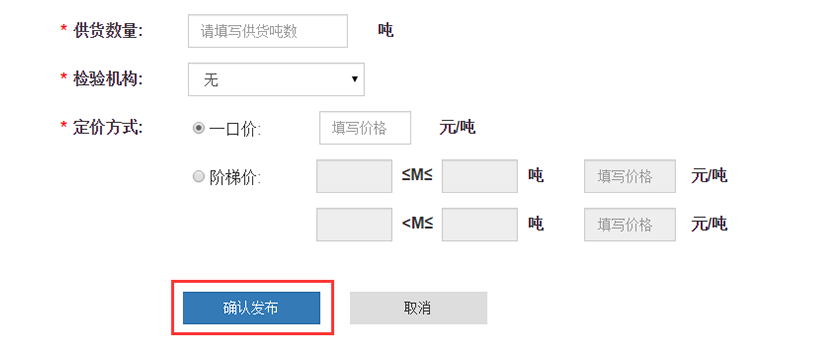 * 供货数量: 请填写供货吨数 吨
* 检验机构: 无
* 定价方式: 一口价: 填写价格 元/吨
阶梯价: ≤M≤ 吨 填写价格 元/吨
<M≤ 吨 填写价格 元/吨
确认发布 取消